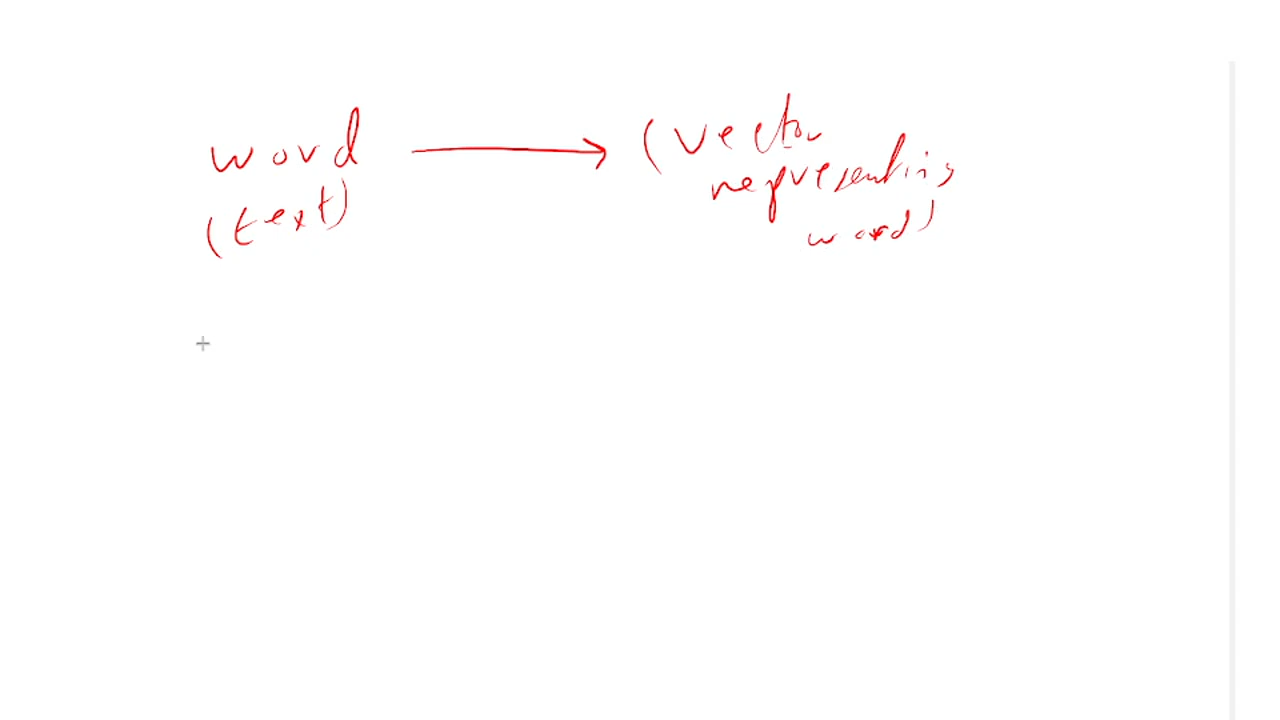 word → (vector
representing
(text) word)